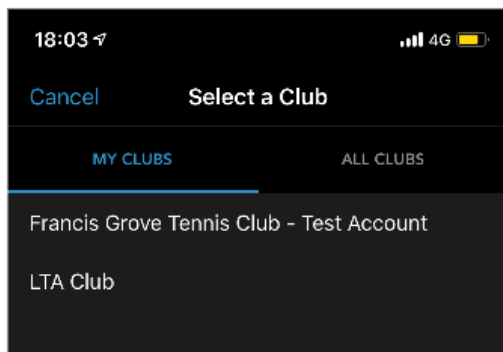 18:03 4G
Cancel Select a Club
MY CLUBS ALL CLUBS
Francis Grove Tennis Club - Test Account
LTA Club